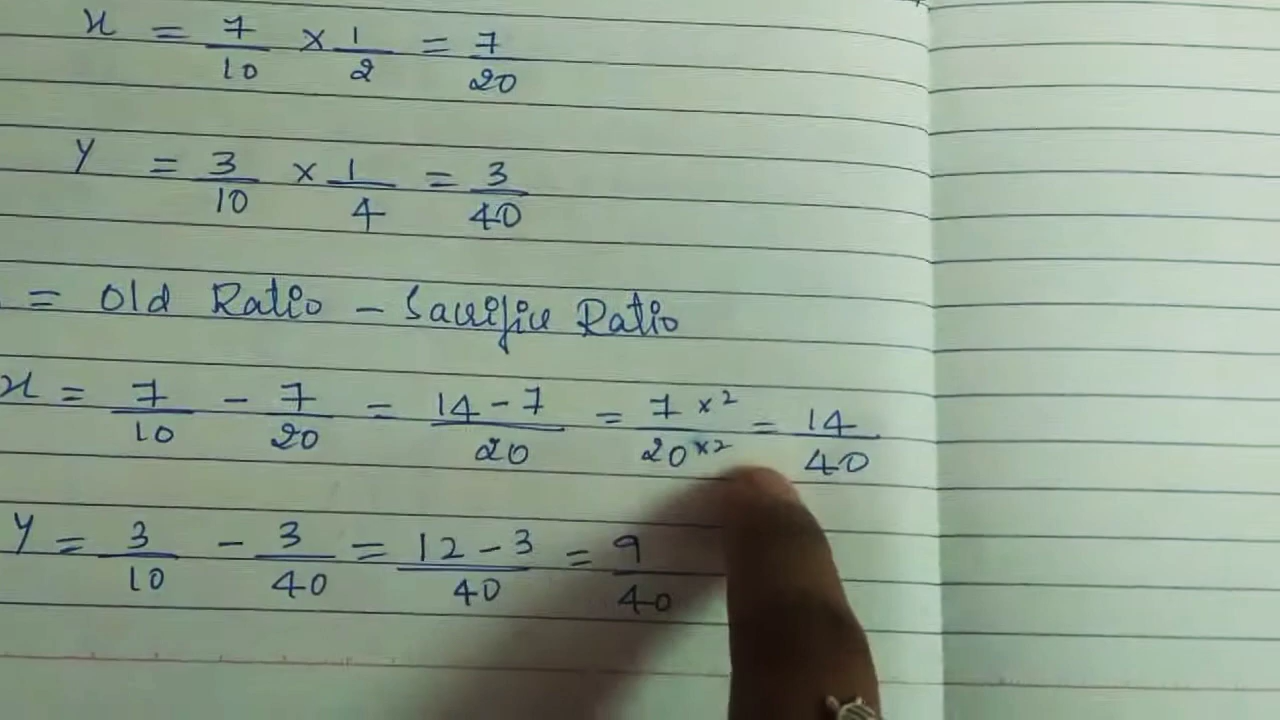 x = 7/10 × 1/2 = 7/20
y = 3/10 × 1/4 = 3/40
= Old Ratio - Sacrifice Ratio
x = 7/10 - 7/20 = 14-7/20 = 7×2/20×2 = 14/40
y = 3/10 - 3/40 = 12-3/40 = 9/40